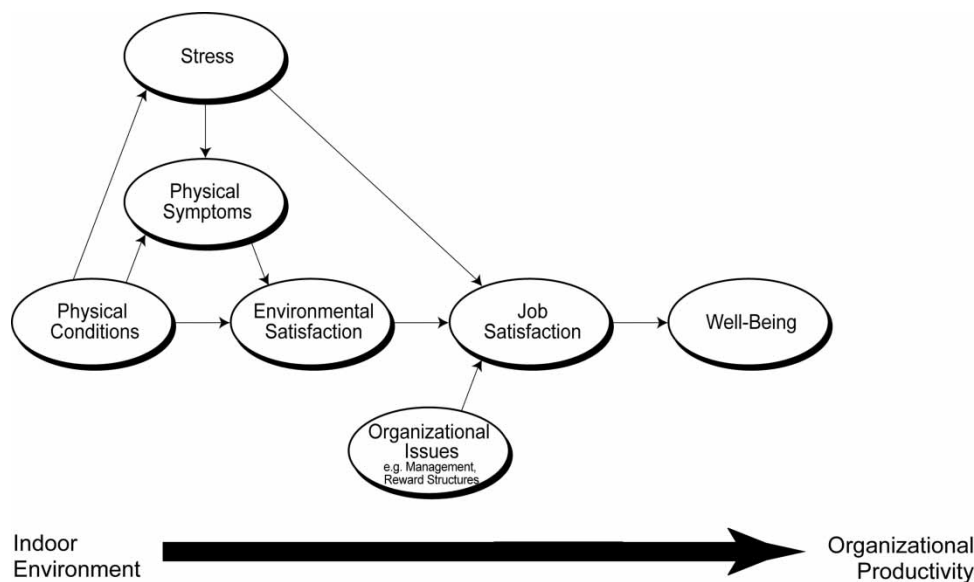 Stress
Physical
Symptoms
Physical
Conditions
Environmental
Satisfaction
Job
Satisfaction
Well-Being
Organizational
Issues
e.g. Management,
Reward Structures
Indoor
Environment
Organizational
Productivity